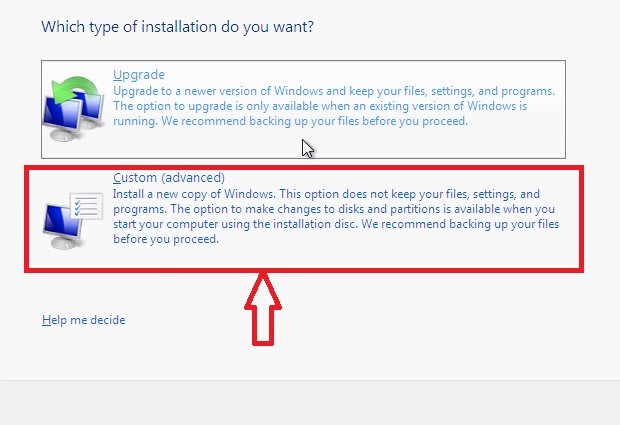 Which type of installation do you want?
Upgrade
Upgrade to a newer version of Windows and keep your files, settings, and programs.
The option to upgrade is only available when an existing version of Windows is
running. We recommend backing up your files before you proceed.
Custom (advanced)
Install a new copy of Windows. This option does not keep your files, settings, and
programs. The option to make changes to disks and partitions is available when you
start your computer using the installation disc. We recommend backing up your files
before you proceed.
Help me decide